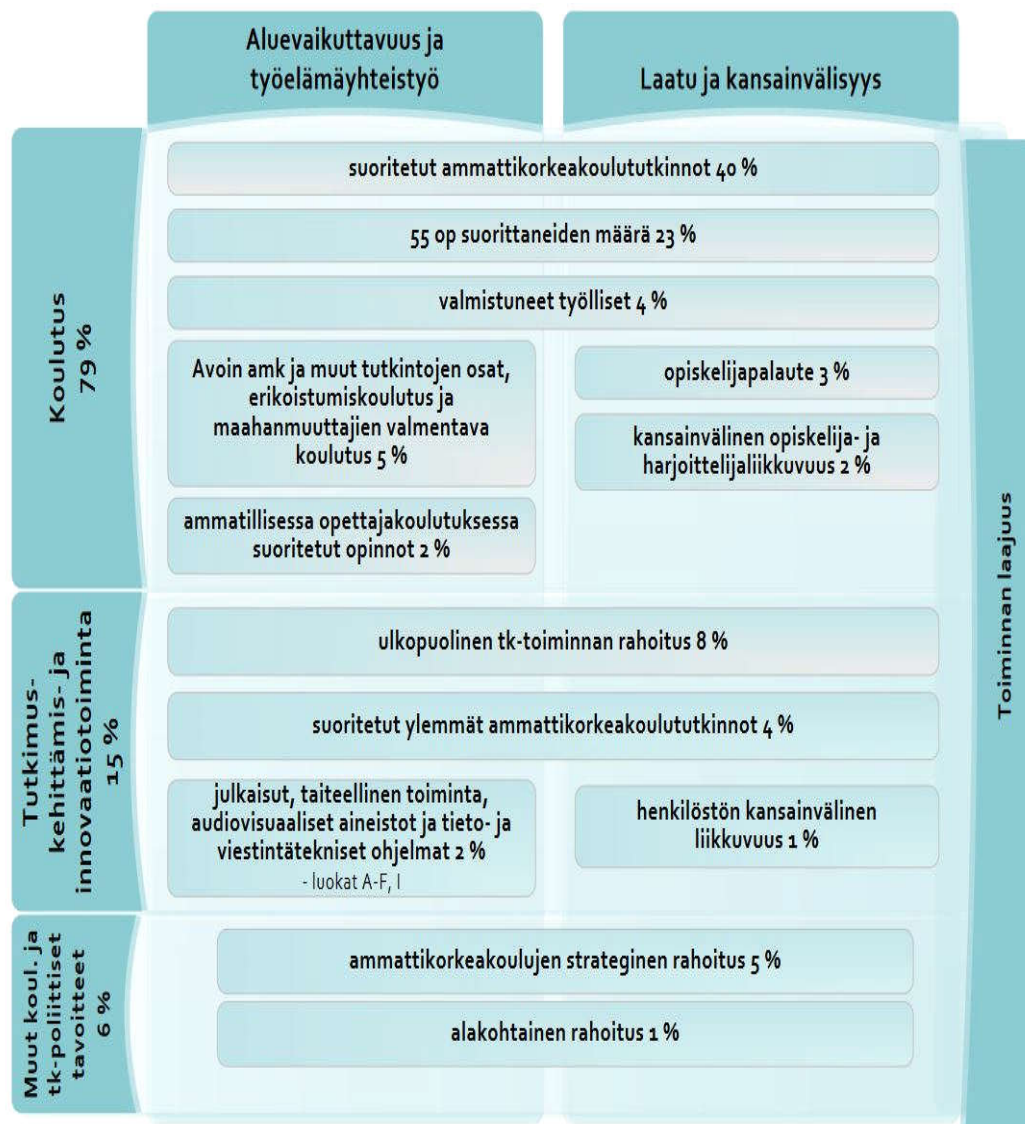 Aluevaikuttavuus ja
työelämäyhteistyö
Laatu ja kansainvälisyys
Koulutus
79 %
suoritetut ammattikorkeakoulututkinnot 40 %
55 op suorittaneiden määrä 23 %
valmistuneet työlliset 4 %
Avoin amk ja muut tutkintojen osat,
erikoistumiskoulutus ja
maahanmuuttajien valmentava
koulutus 5 %
opiskelijapalaute 3 %
kansainvälinen opiskelija- ja
harjoittelijaliikkuvuus 2 %
ammatillisessa opettajakoulutuksessa
suoritetut opinnot 2 %
Tutkimus-
kehittämis- ja
innovaatiotoiminta
15 %
ulkopuolinen tk-toiminnan rahoitus 8 %
suoritetut ylemmät ammattikorkeakoulututkinnot 4 %
julkaisut, taiteellinen toiminta,
audiovisuaaliset aineistot ja tieto- ja
viestintätekniset ohjelmat 2 %
- luokat A-F, I
henkilöstön kansainvälinen
liikkuvuus 1 %
Muut koul. ja
tk-poliittiset
tavoitteet
6 %
ammattikorkeakoulujen strateginen rahoitus 5 %
alakohtainen rahoitus 1 %
Toiminnan laajuus